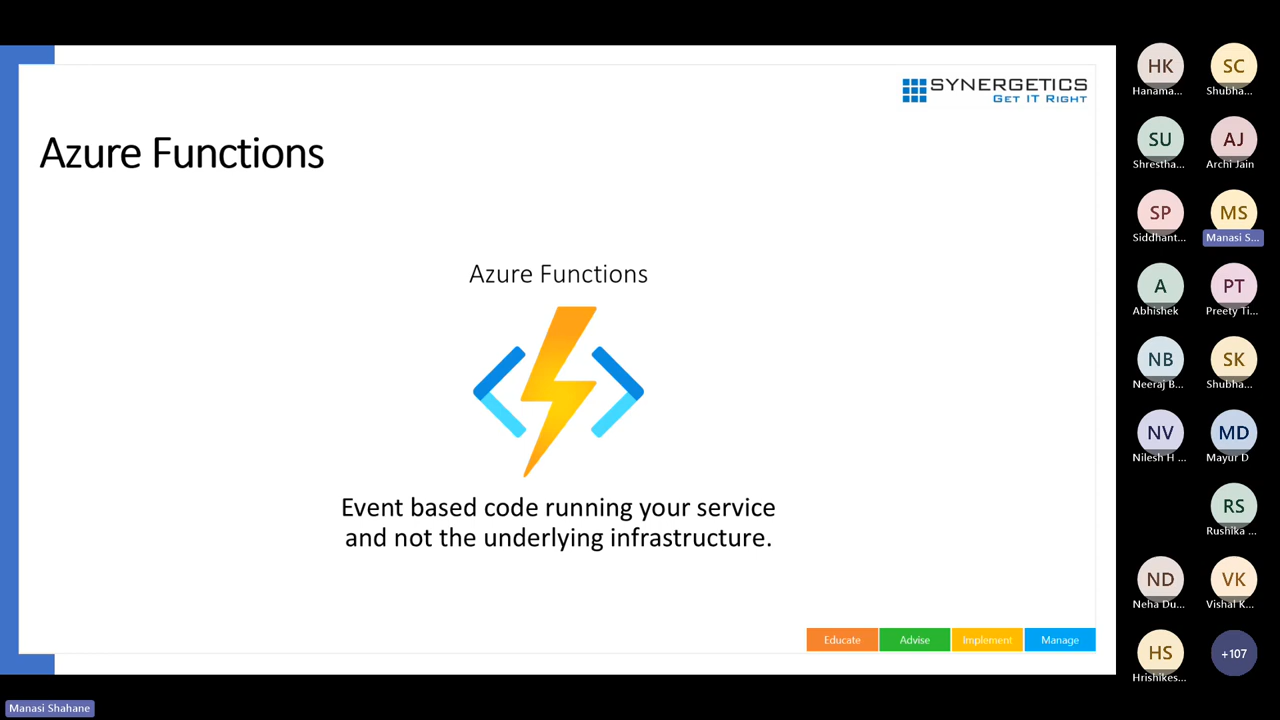 SYNERGETICS
GET IT RIGHT
Azure Functions
Azure Functions
Event based code running your service
and not the underlying infrastructure.
Educate
Advise
Implement
Manage
HK
Hanama...
SC
Shubha...
SU
Shrestha...
AJ
Archi Jain
SP
Siddhant...
MS
Manasi S...
A
Abhishek
PT
Preety Ti...
NB
Neeraj B...
SK
Shubha...
NV
Nilesh H ...
MD
Mayur D
RS
Rushika ...
ND
Neha Du...
VK
Vishal K...
HS
Hrishikes...
+107
Manasi Shahane